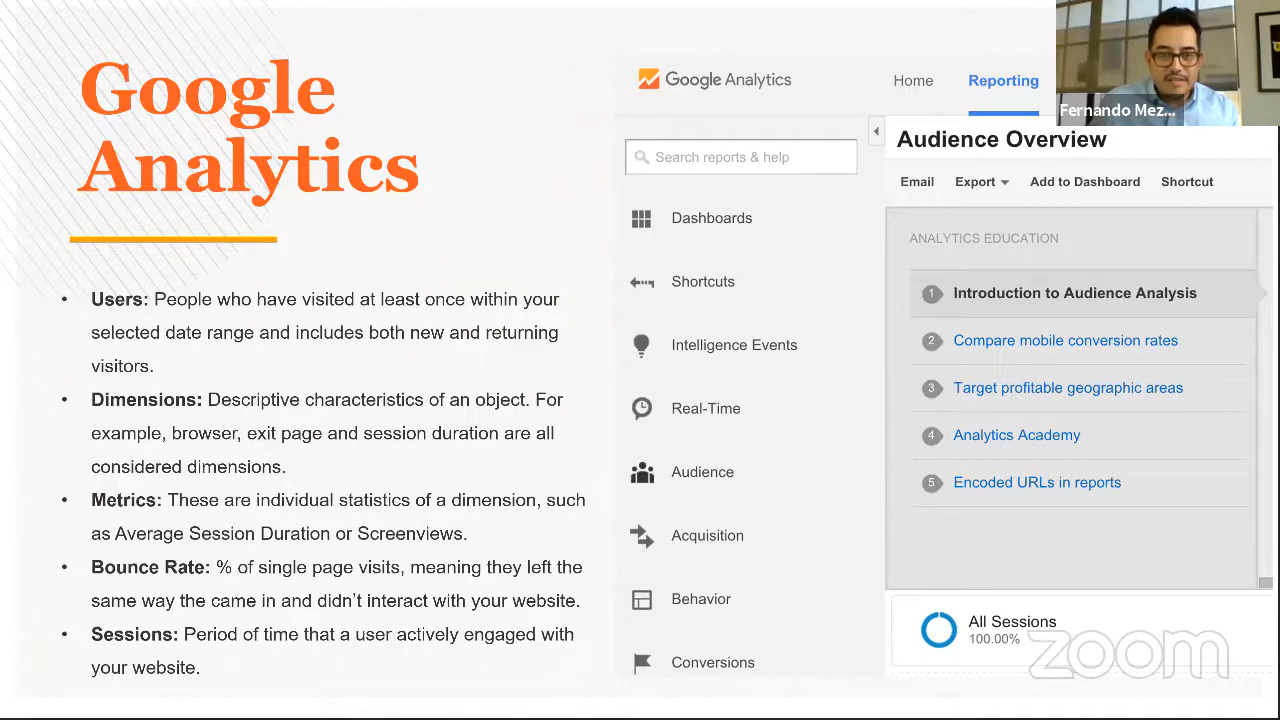 Google
Analytics
• Users: People who have visited at least once within your
selected date range and includes both new and returning
visitors.
• Dimensions: Descriptive characteristics of an object. For
example, browser, exit page and session duration are all
considered dimensions.
• Metrics: These are individual statistics of a dimension, such
as Average Session Duration or Screenviews.
• Bounce Rate: % of single page visits, meaning they left the
same way the came in and didn’t interact with your website.
• Sessions: Period of time that a user actively engaged with
your website.
Google Analytics
Home Reporting
Search reports & help
Dashboards
Shortcuts
Intelligence Events
Real-Time
Audience
Acquisition
Behavior
Conversions
Fernando Mez...
Audience Overview
Email Export Add to Dashboard Shortcut
ANALYTICS EDUCATION
1 Introduction to Audience Analysis
2 Compare mobile conversion rates
3 Target profitable geographic areas
4 Analytics Academy
5 Encoded URLs in reports
All Sessions
100.00%
zoom